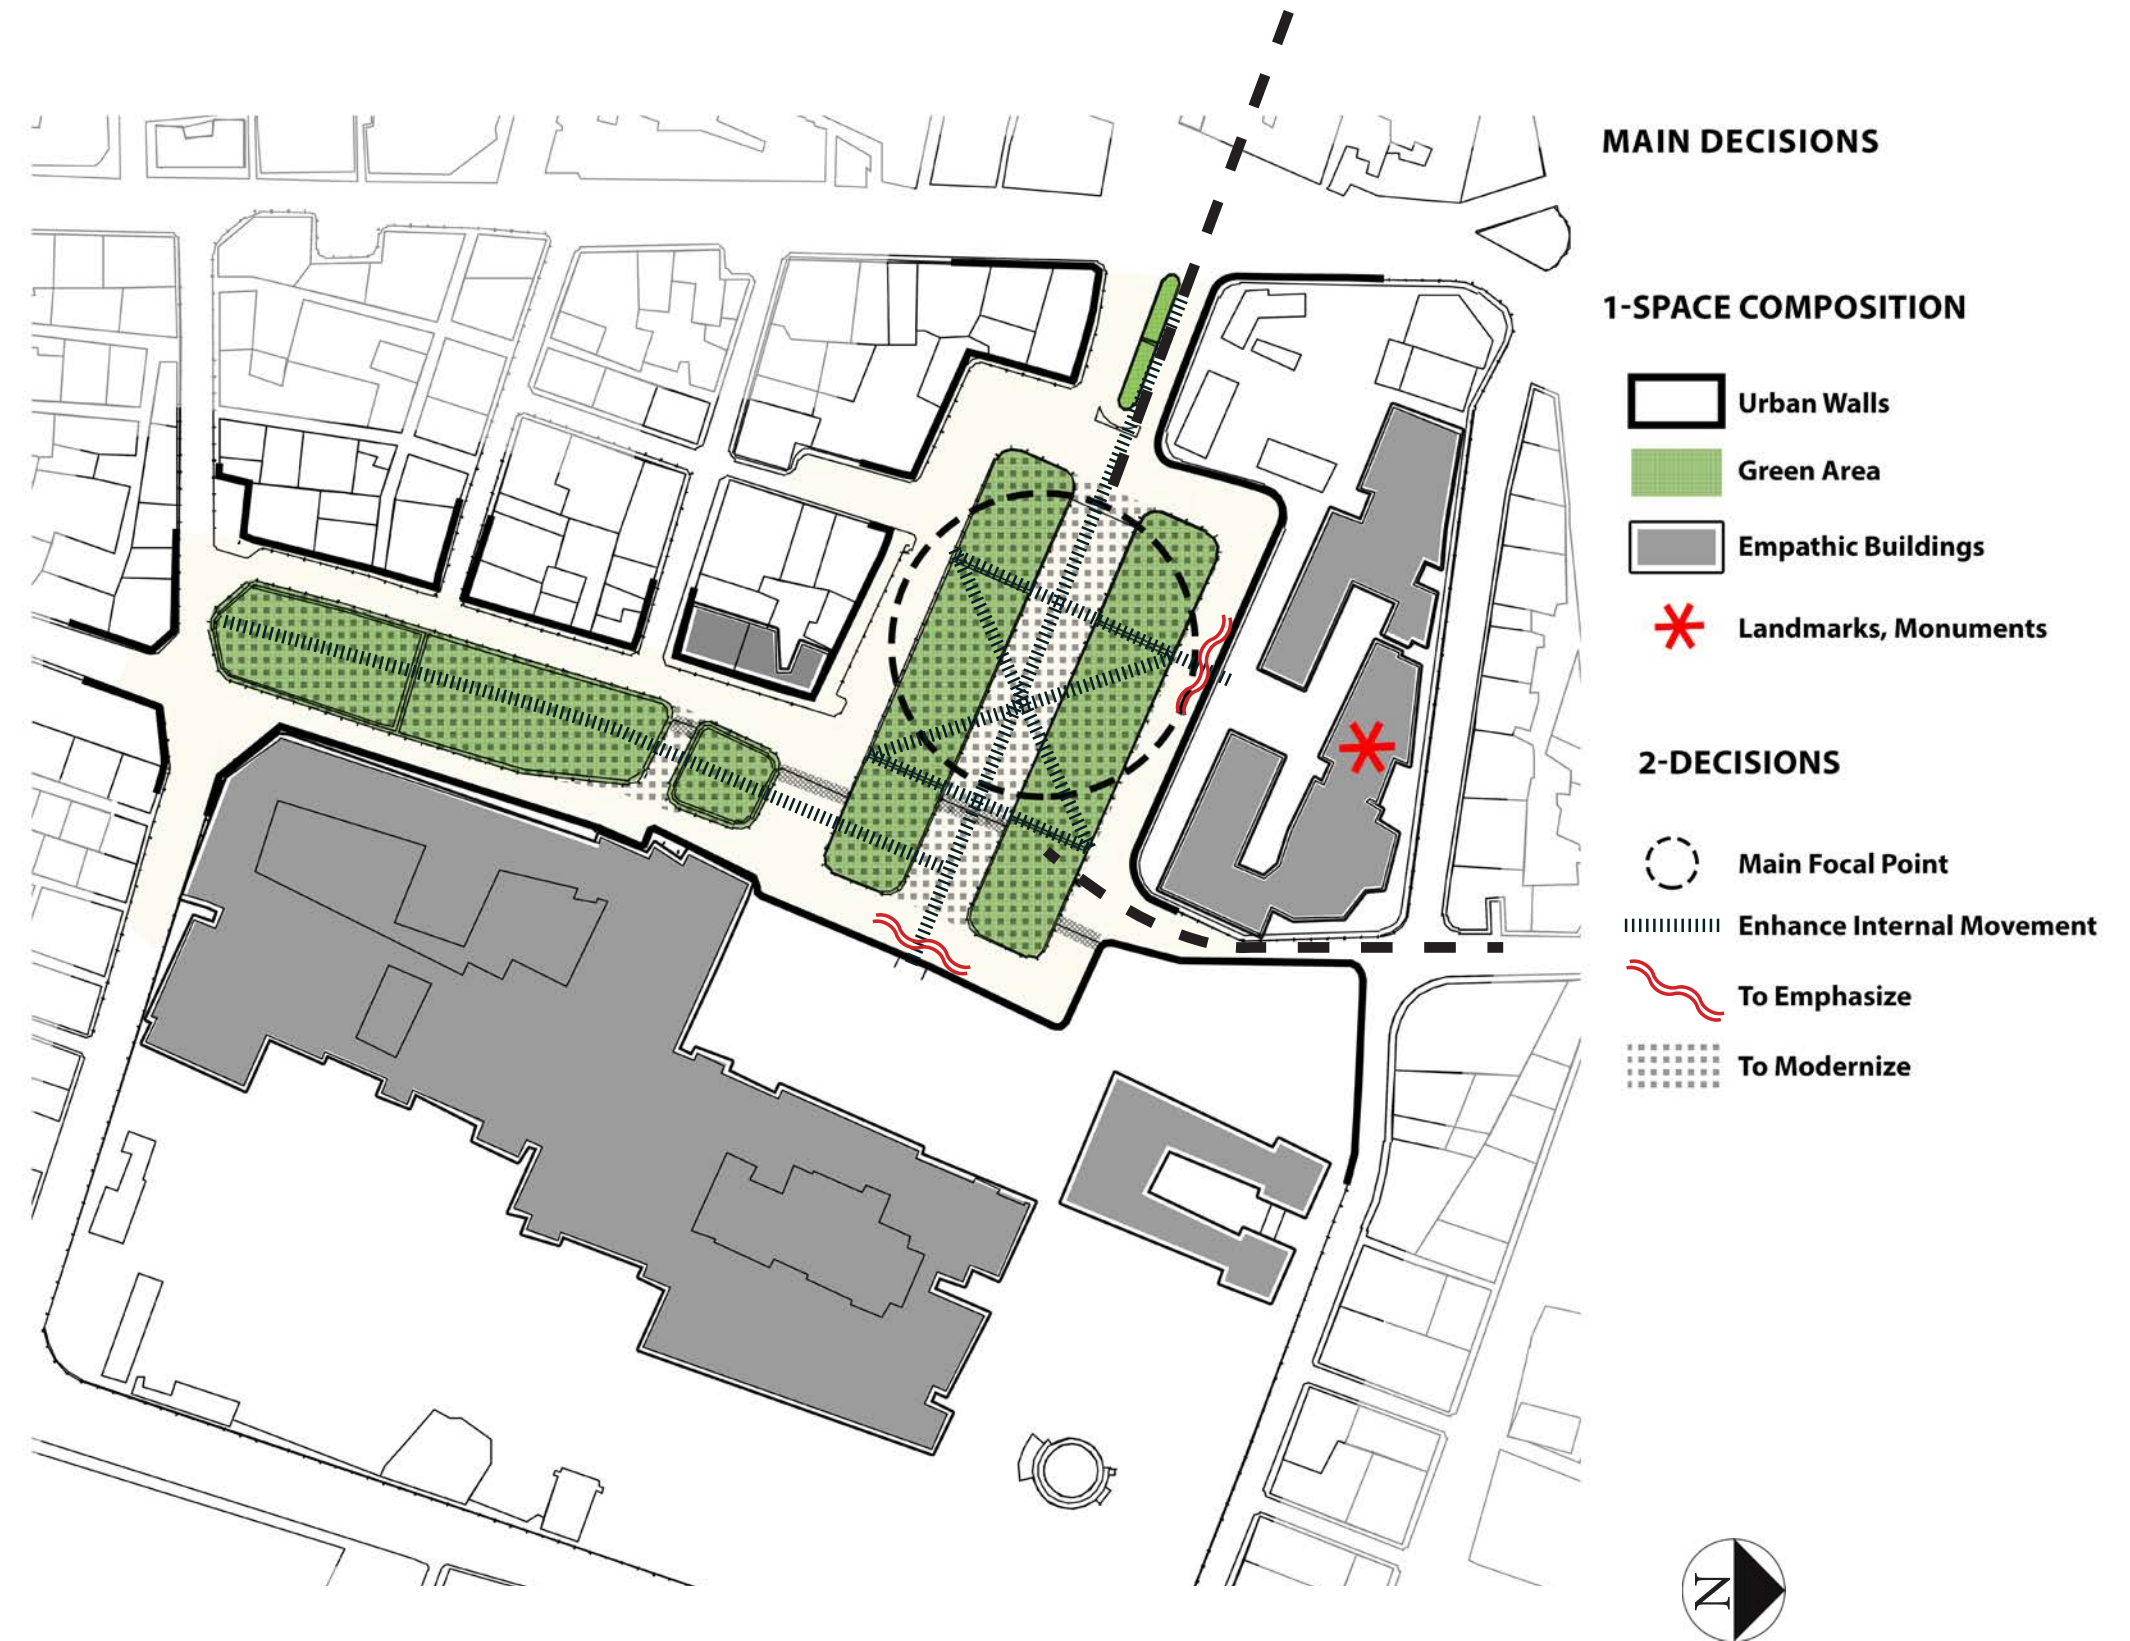 MAIN DECISIONS
1-SPACE COMPOSITION
Urban Walls
Green Area
Empathic Buildings
Landmarks, Monuments
2-DECISIONS
Main Focal Point
Enhance Internal Movement
To Emphasize
To Modernize
N